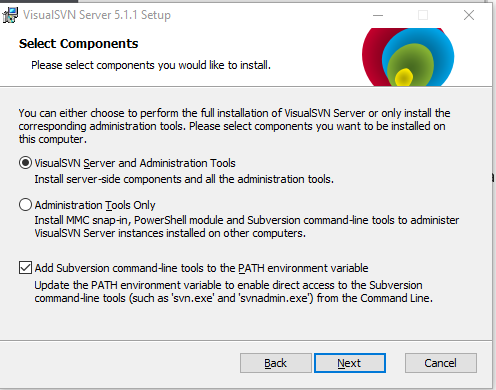 VisualSVN Server 5.1.1 Setup
Select Components
Please select components you would like to install.
You can either choose to perform the full installation of VisualSVN Server or only install the
corresponding administration tools. Please select components you want to be installed on
this computer.
VisualSVN Server and Administration Tools
Install server-side components and all the administration tools.
Administration Tools Only
Install MMC snap-in, PowerShell module and Subversion command-line tools to administer
VisualSVN Server instances installed on other computers.
Add Subversion command-line tools to the PATH environment variable
Update the PATH environment variable to enable direct access to the Subversion
command-line tools (such as 'svn.exe' and 'svnadmin.exe') from the Command Line.
Back Next Cancel